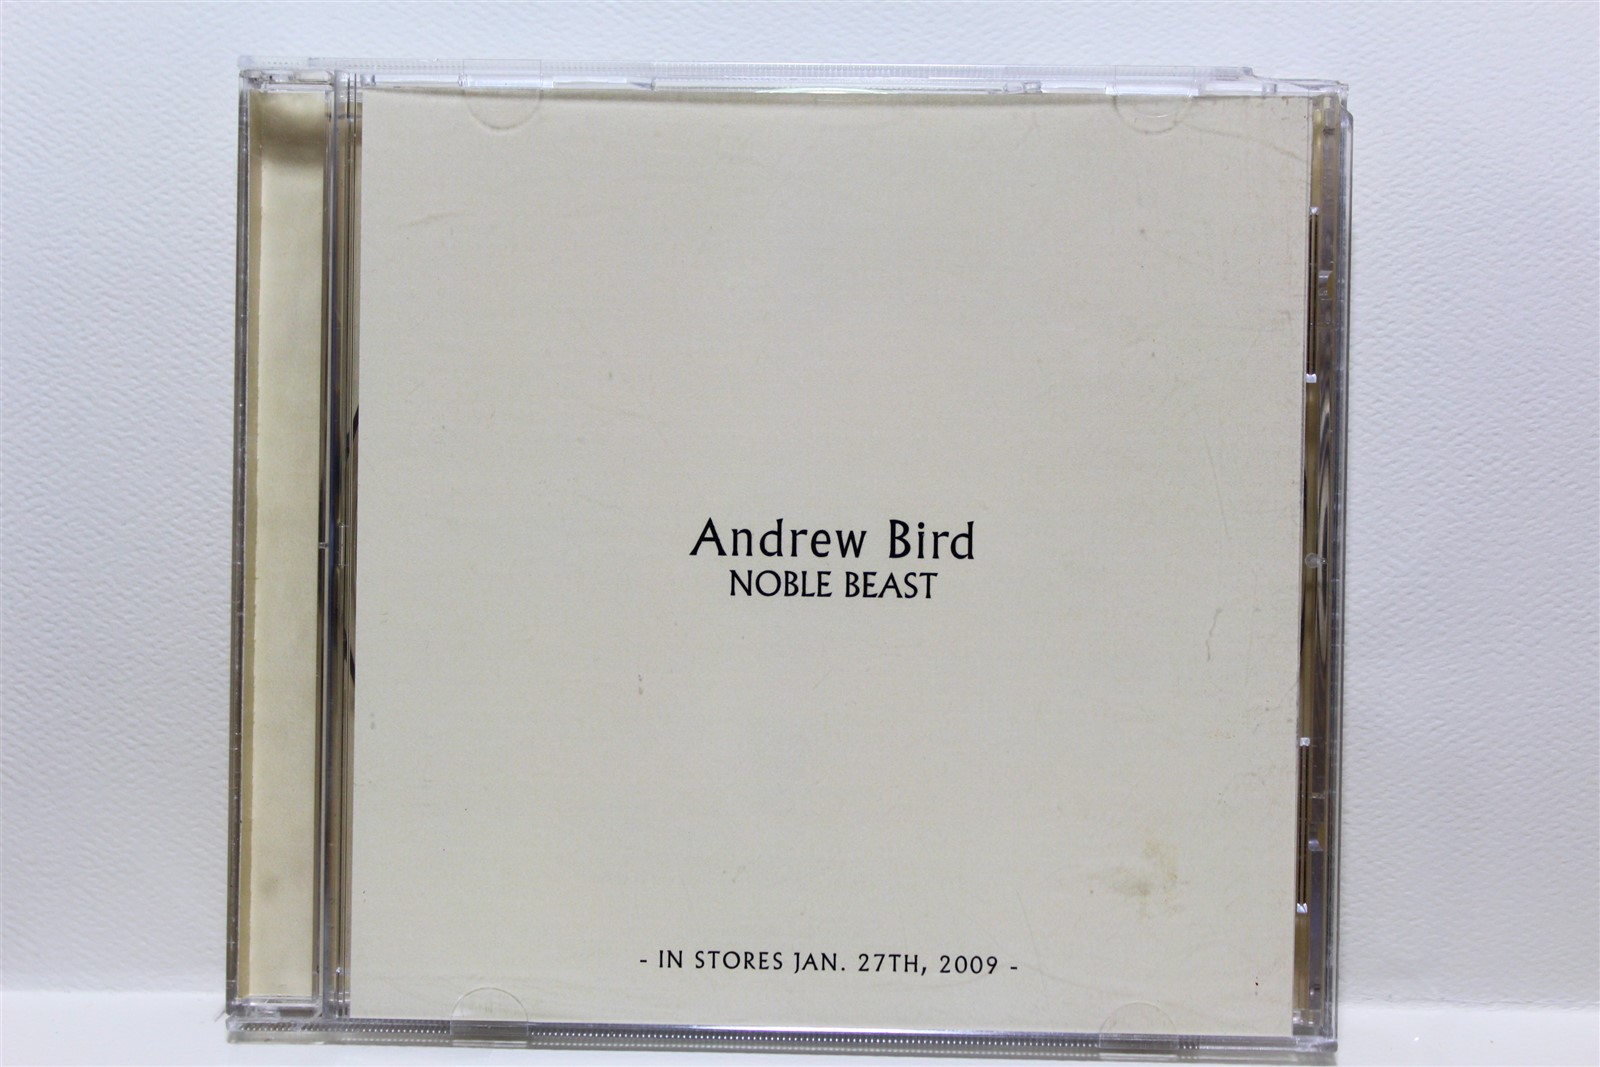 Andrew Bird
NOBLE BEAST
- IN STORES JAN. 27TH, 2009 -